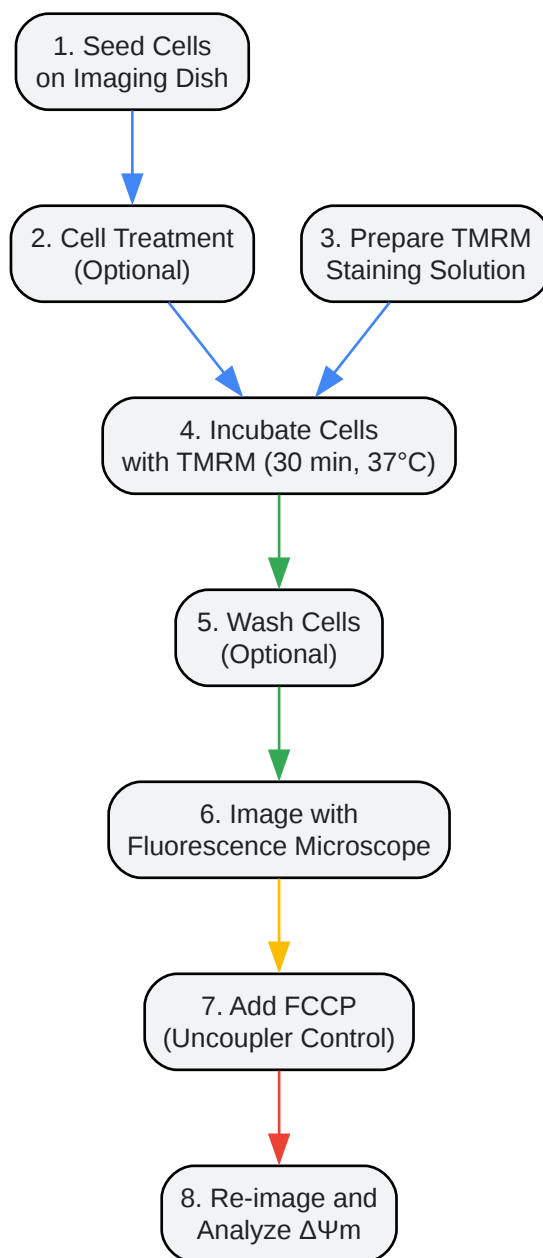 1. Seed Cells
on Imaging Dish
2. Cell Treatment
(Optional)
3. Prepare TMRM
Staining Solution
4. Incubate Cells
with TMRM (30 min, 37°C)
5. Wash Cells
(Optional)
6. Image with
Fluorescence Microscope
7. Add FCCP
(Uncoupler Control)
8. Re-image and
Analyze ΔΨm